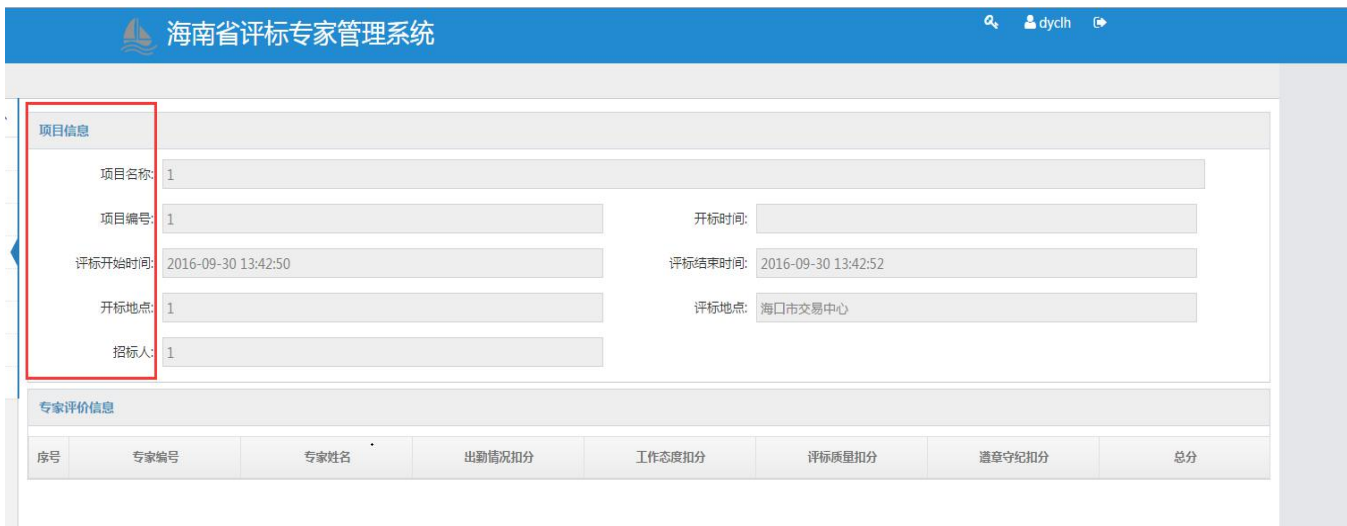 海南省评标专家管理系统 dyclh
项目信息
项目名称: 1
项目编号: 1 开标时间:
评标开始时间: 2016-09-30 13:42:50 评标结束时间: 2016-09-30 13:42:52
开标地点: 1 评标地点: 海口市交易中心
招标人: 1
专家评价信息
序号 专家编号 专家姓名 出勤情况扣分 工作态度扣分 评标质量扣分 遵章守纪扣分 总分